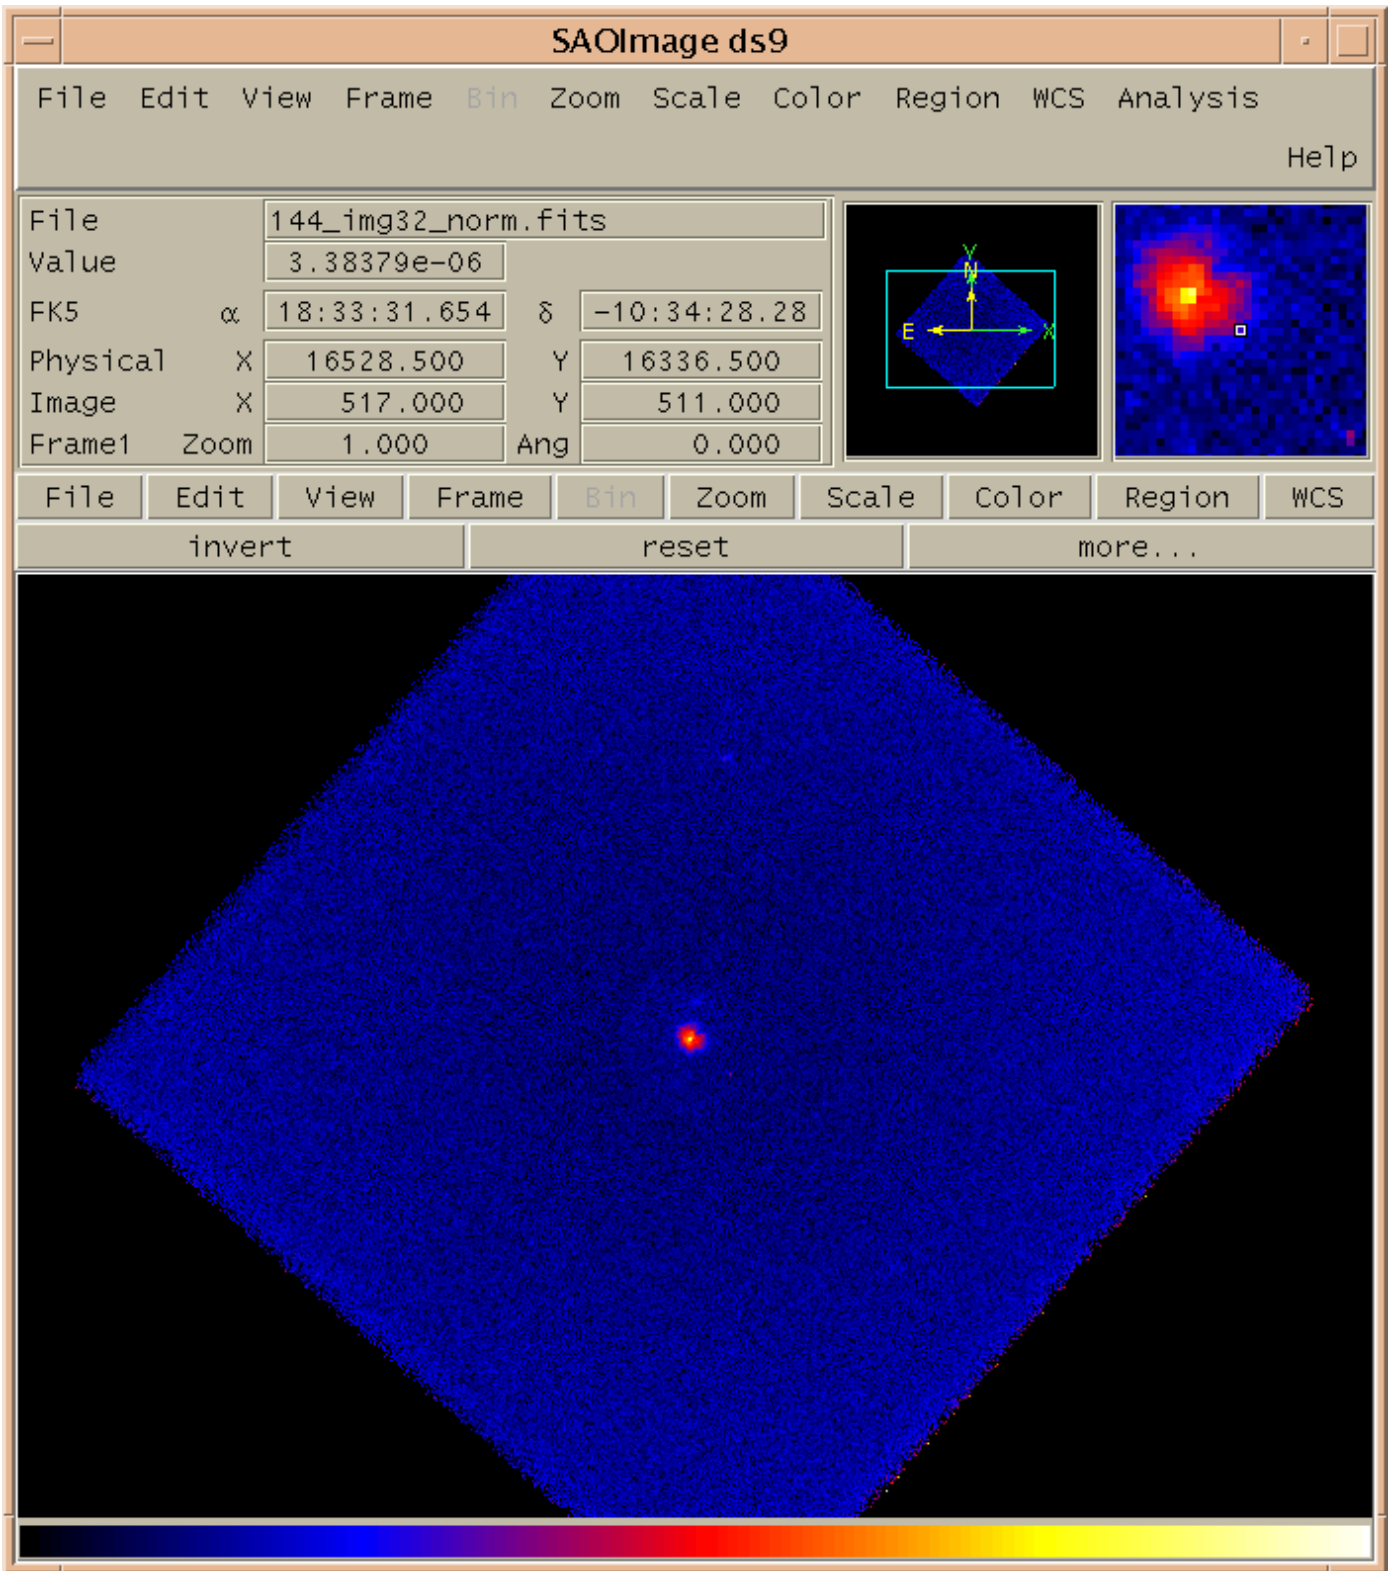 SAOImage ds9
File Edit View Frame Bin Zoom Scale Color Region WCS Analysis
Help
File 144_img32_norm.fits
Value 3.38379e-06
FK5 α 18:33:31.654 δ -10:34:28.28
Physical X 16528.500 Y 16336.500
Image X 517.000 Y 511.000
Frame1 Zoom 1.000 Ang 0.000
Y
N
E X
File Edit View Frame Bin Zoom Scale Color Region WCS
invert reset more...